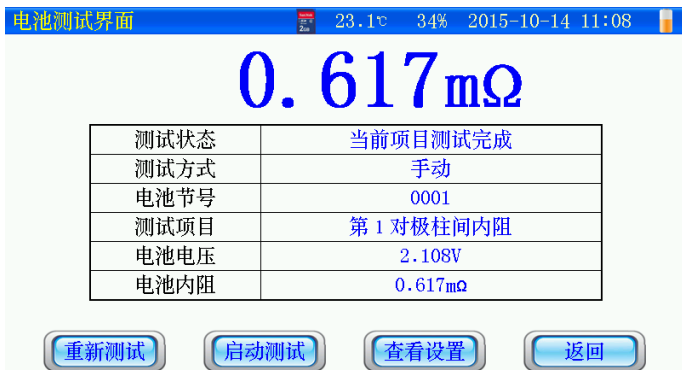 电池测试界面 23.1℃ 34% 2015-10-14 11:08
0.617mΩ
测试状态 当前项目测试完成
测试方式 手动
电池节号 0001
测试项目 第1对极柱间内阻
电池电压 2.108V
电池内阻 0.617mΩ
重新测试 启动测试 查看设置 返回